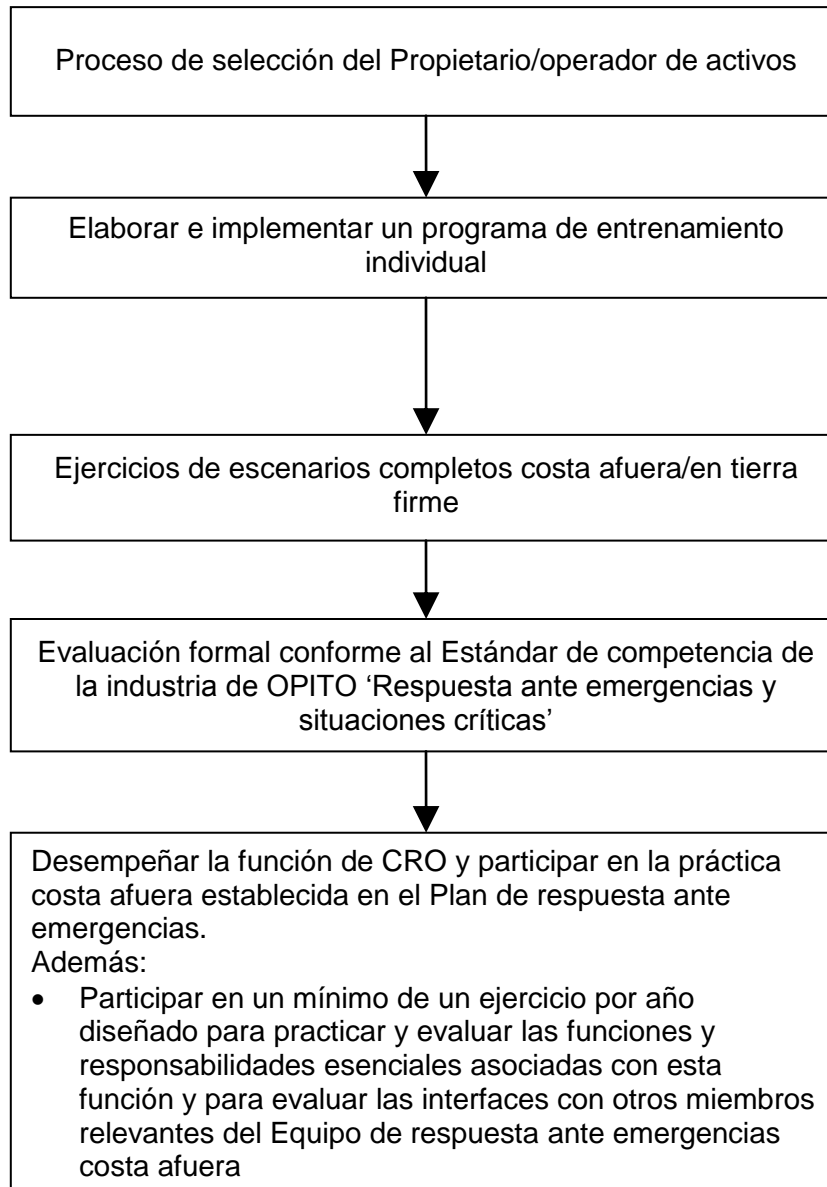 Proceso de selección del Propietario/operador de activos
Elaborar e implementar un programa de entrenamiento
individual
Ejercicios de escenarios completos costa afuera/en tierra
firme
Evaluación formal conforme al Estándar de competencia de
la industria de OPITO ‘Respuesta ante emergencias y
situaciones críticas’
Desempeñar la función de CRO y participar en la práctica
costa afuera establecida en el Plan de respuesta ante
emergencias.
Además:
• Participar en un mínimo de un ejercicio por año
diseñado para practicar y evaluar las funciones y
responsabilidades esenciales asociadas con esta
función y para evaluar las interfaces con otros miembros
relevantes del Equipo de respuesta ante emergencias
costa afuera